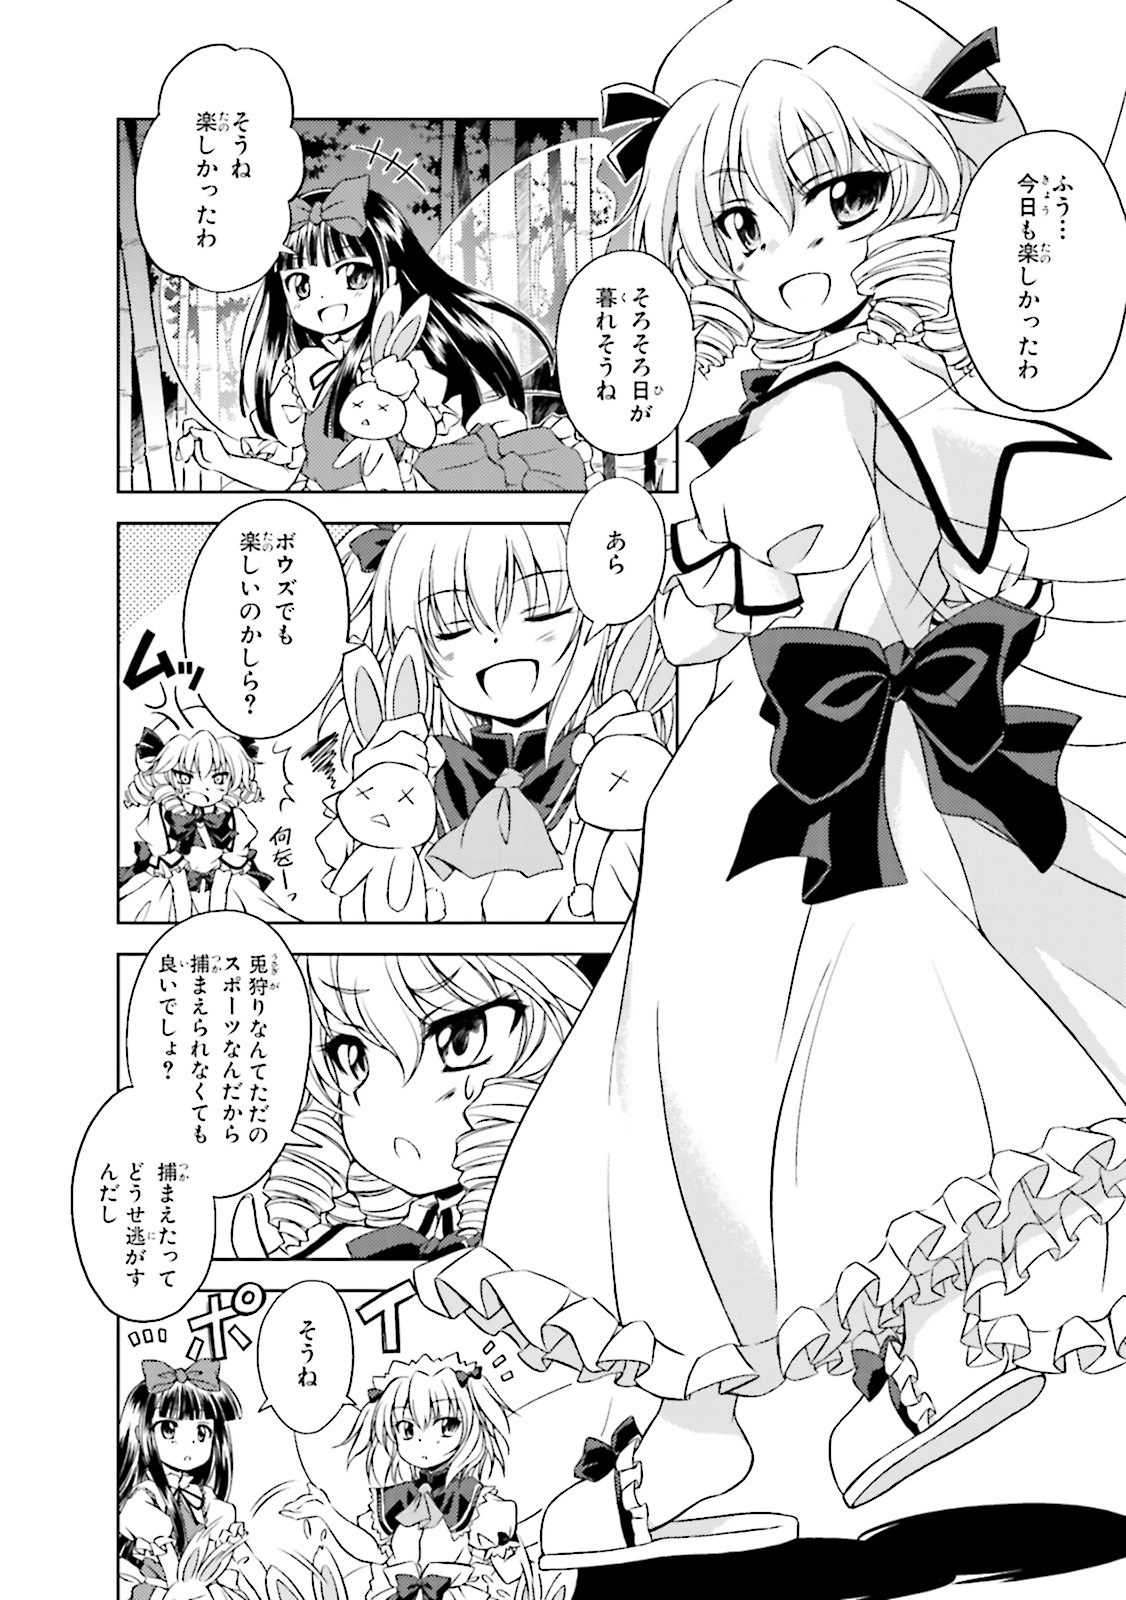 ふう…
今日も楽しかったわ
そろそろ日が
暮れそうね
そうね
楽しかったわ
あら
ボウズでも
楽しいのかしら？
ムッ
何を〜っ
兎狩りなんてただの
スポーツなんだから
捕まえられなくても
良いでしょ？
捕まえたって
どうせ逃がす
んだし
そうね
ポイ